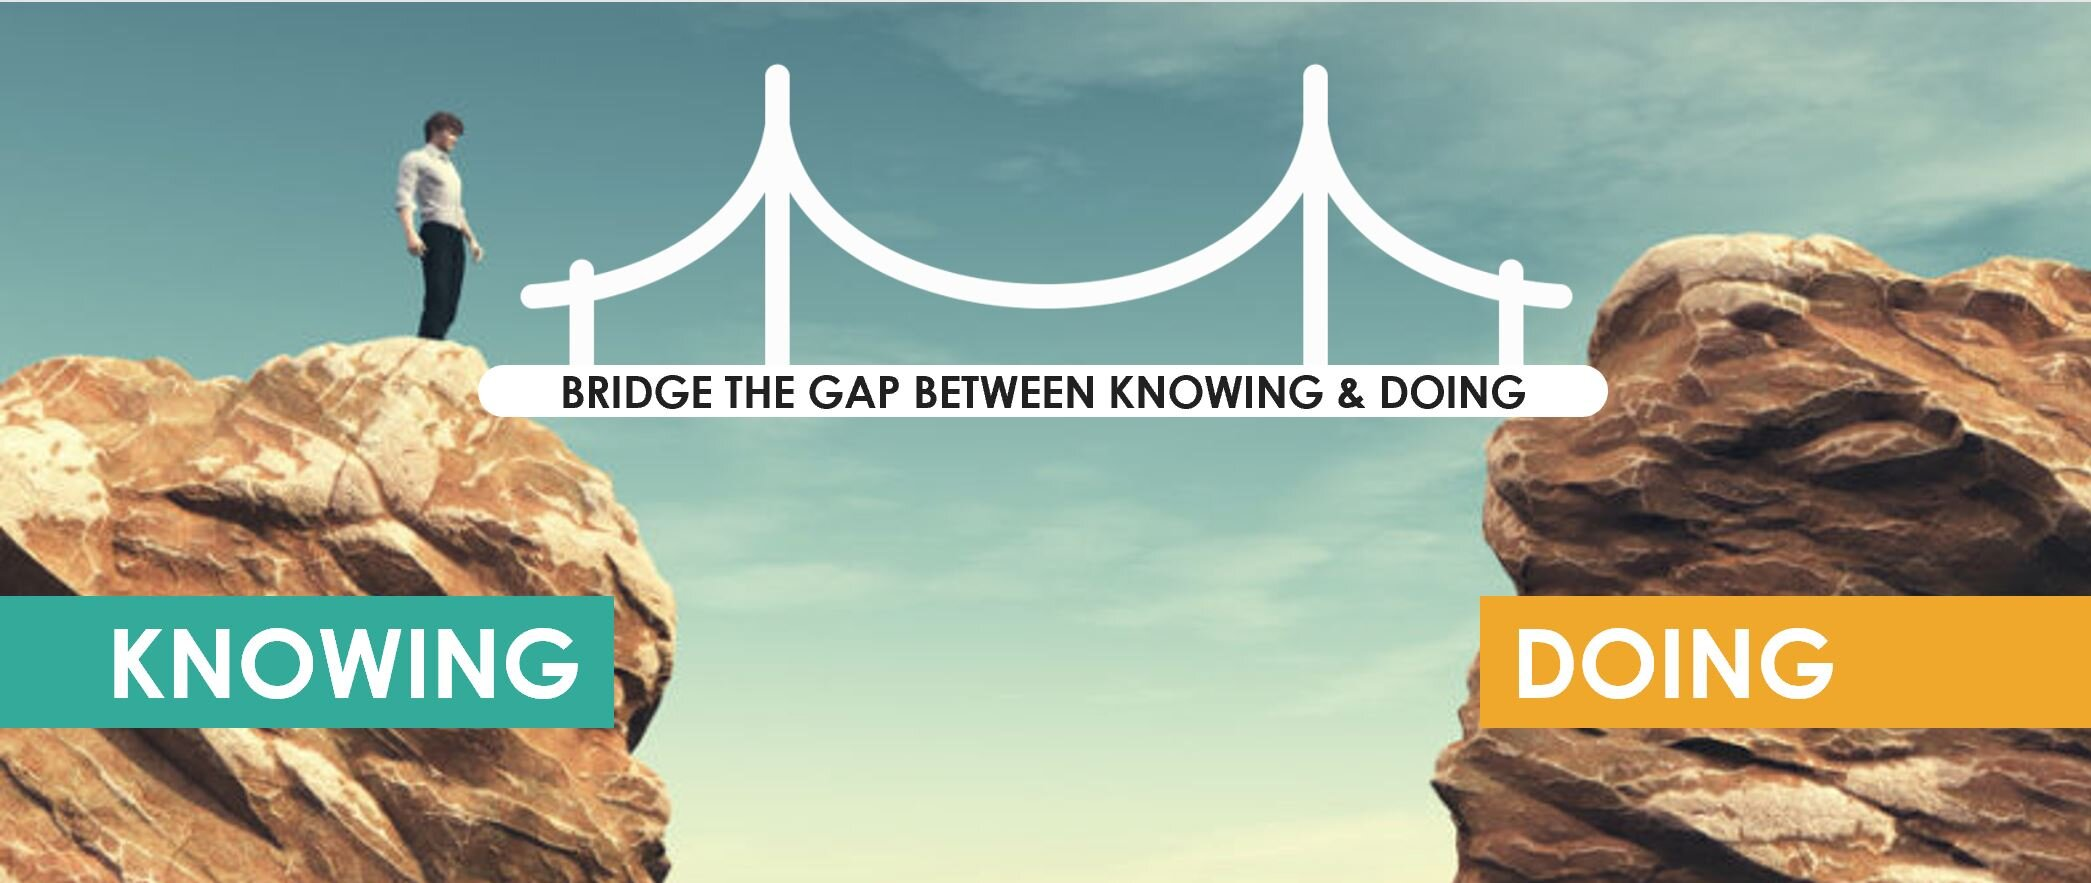 BRIDGE THE GAP BETWEEN KNOWING & DOING
KNOWING
DOING